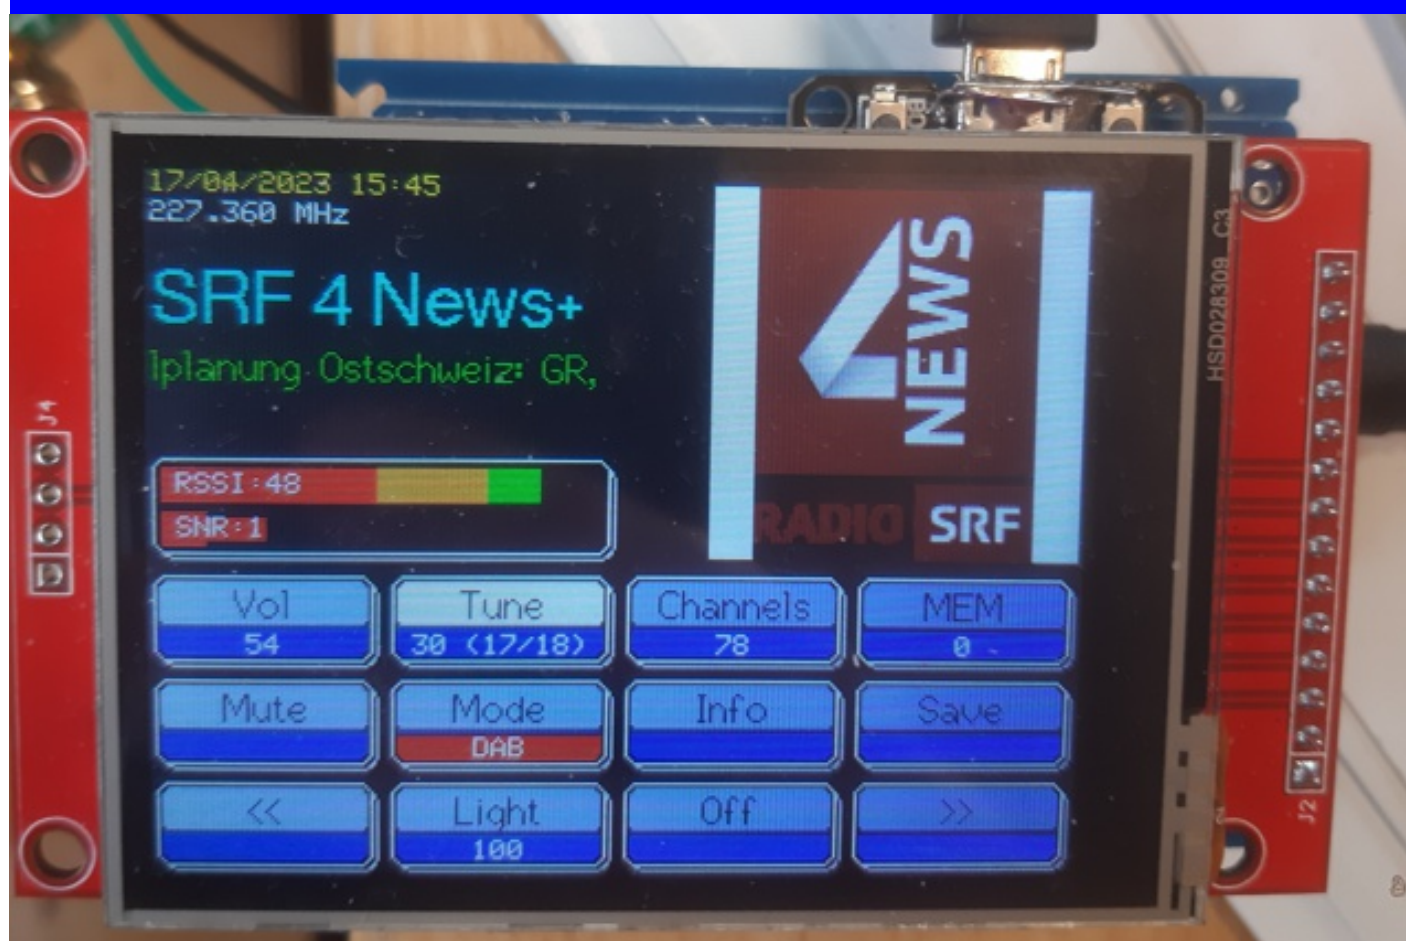 17/04/2023 15:45
227.360 MHz
SRF 4 News+
lplanung Ostschweiz: GR,
4 NEWS
RADIO SRF
RSSI:48
SNR:1
Vol
54
Tune
30 (17/18)
Channels
78
MEM
0
Mute
Mode
DAB
Info
Save
<<
Light
100
Off
>>
J4
HSD028309 C3
J2